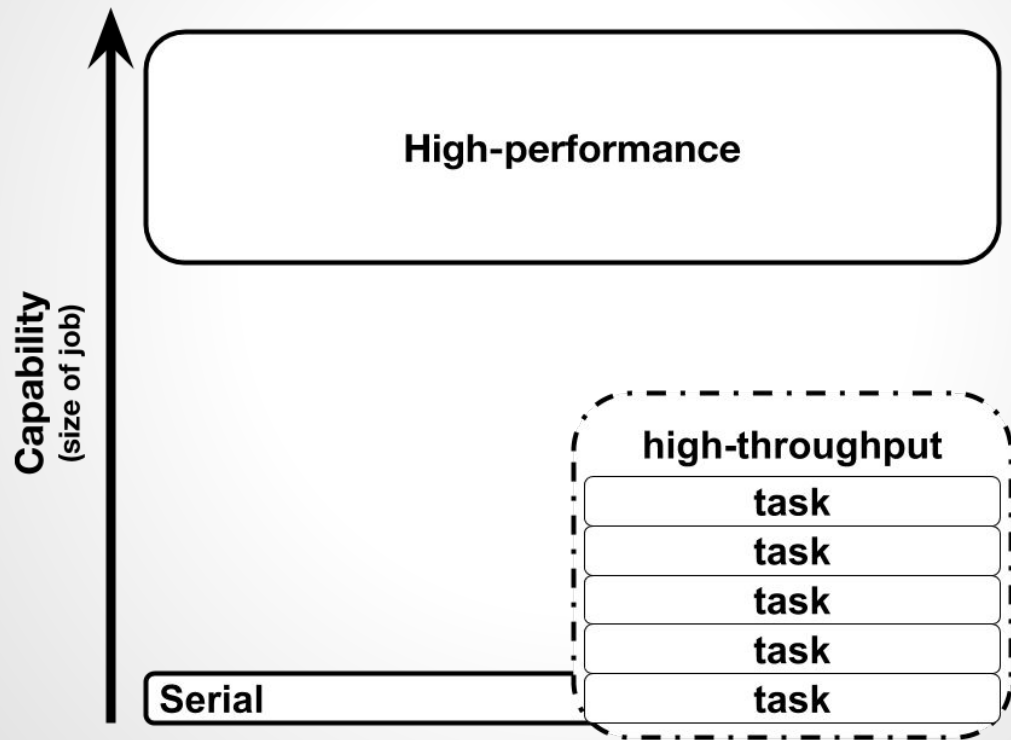 High-performance
Capability
(size of job)
high-throughput
task
task
task
task
task
Serial